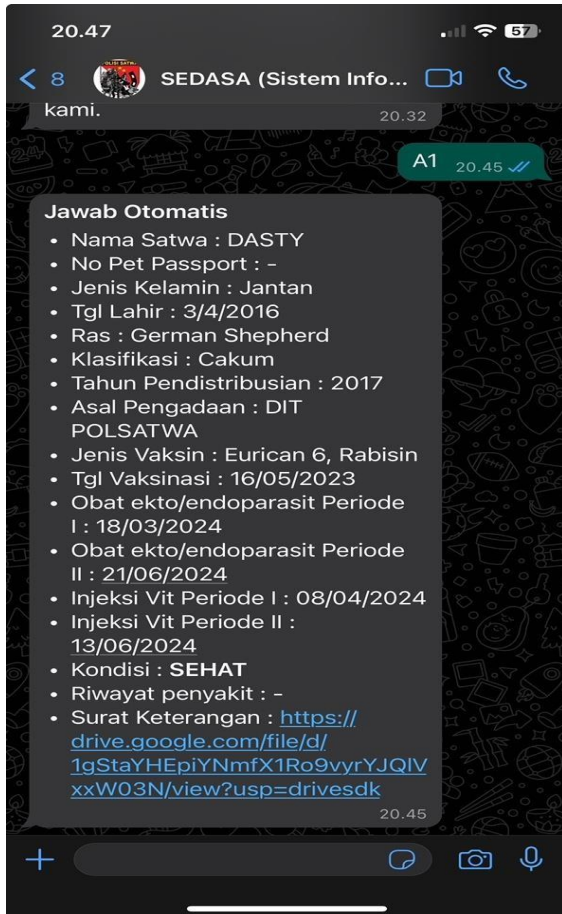 20.47
57
8
POLISI SATWA
SEDASA (Sistem Info...
kami.
20.32
A1
20.45
Jawab Otomatis
• Nama Satwa : DASTY
• No Pet Passport : -
• Jenis Kelamin : Jantan
• Tgl Lahir : 3/4/2016
• Ras : German Shepherd
• Klasifikasi : Cakum
• Tahun Pendistribusian : 2017
• Asal Pengadaan : DIT
POLSATWA
• Jenis Vaksin : Eurican 6, Rabisin
• Tgl Vaksinasi : 16/05/2023
• Obat ekto/endoparasit Periode
I : 18/03/2024
• Obat ekto/endoparasit Periode
II : 21/06/2024
• Injeksi Vit Periode I : 08/04/2024
• Injeksi Vit Periode II :
13/06/2024
• Kondisi : SEHAT
• Riwayat penyakit : -
• Surat Keterangan : https://
drive.google.com/file/d/
1gStaYHEpiYNmfX1Ro9vyrYJQIV
xxW03N/view?usp=drivesdk
20.45